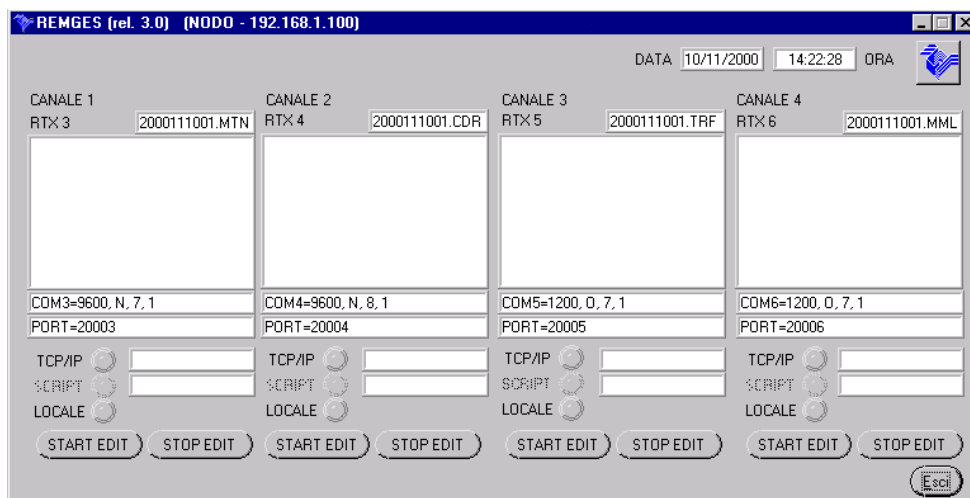 REMGES (rel. 3.0) (NODO - 192.168.1.100)
DATA 10/11/2000 14:22:28 ORA
CANALE 1
RTX 3 2000111001.MTN
COM3=9600, N, 7, 1
PORT=20003
TCP/IP
SCRIPT
LOCALE
START EDIT STOP EDIT
CANALE 2
RTX 4 2000111001.CDR
COM4=9600, N, 8, 1
PORT=20004
TCP/IP
SCRIPT
LOCALE
START EDIT STOP EDIT
CANALE 3
RTX 5 2000111001.TRF
COM5=1200, O, 7, 1
PORT=20005
TCP/IP
SCRIPT
LOCALE
START EDIT STOP EDIT
CANALE 4
RTX 6 2000111001.MML
COM6=1200, O, 7, 1
PORT=20006
TCP/IP
SCRIPT
LOCALE
START EDIT STOP EDIT
Esci